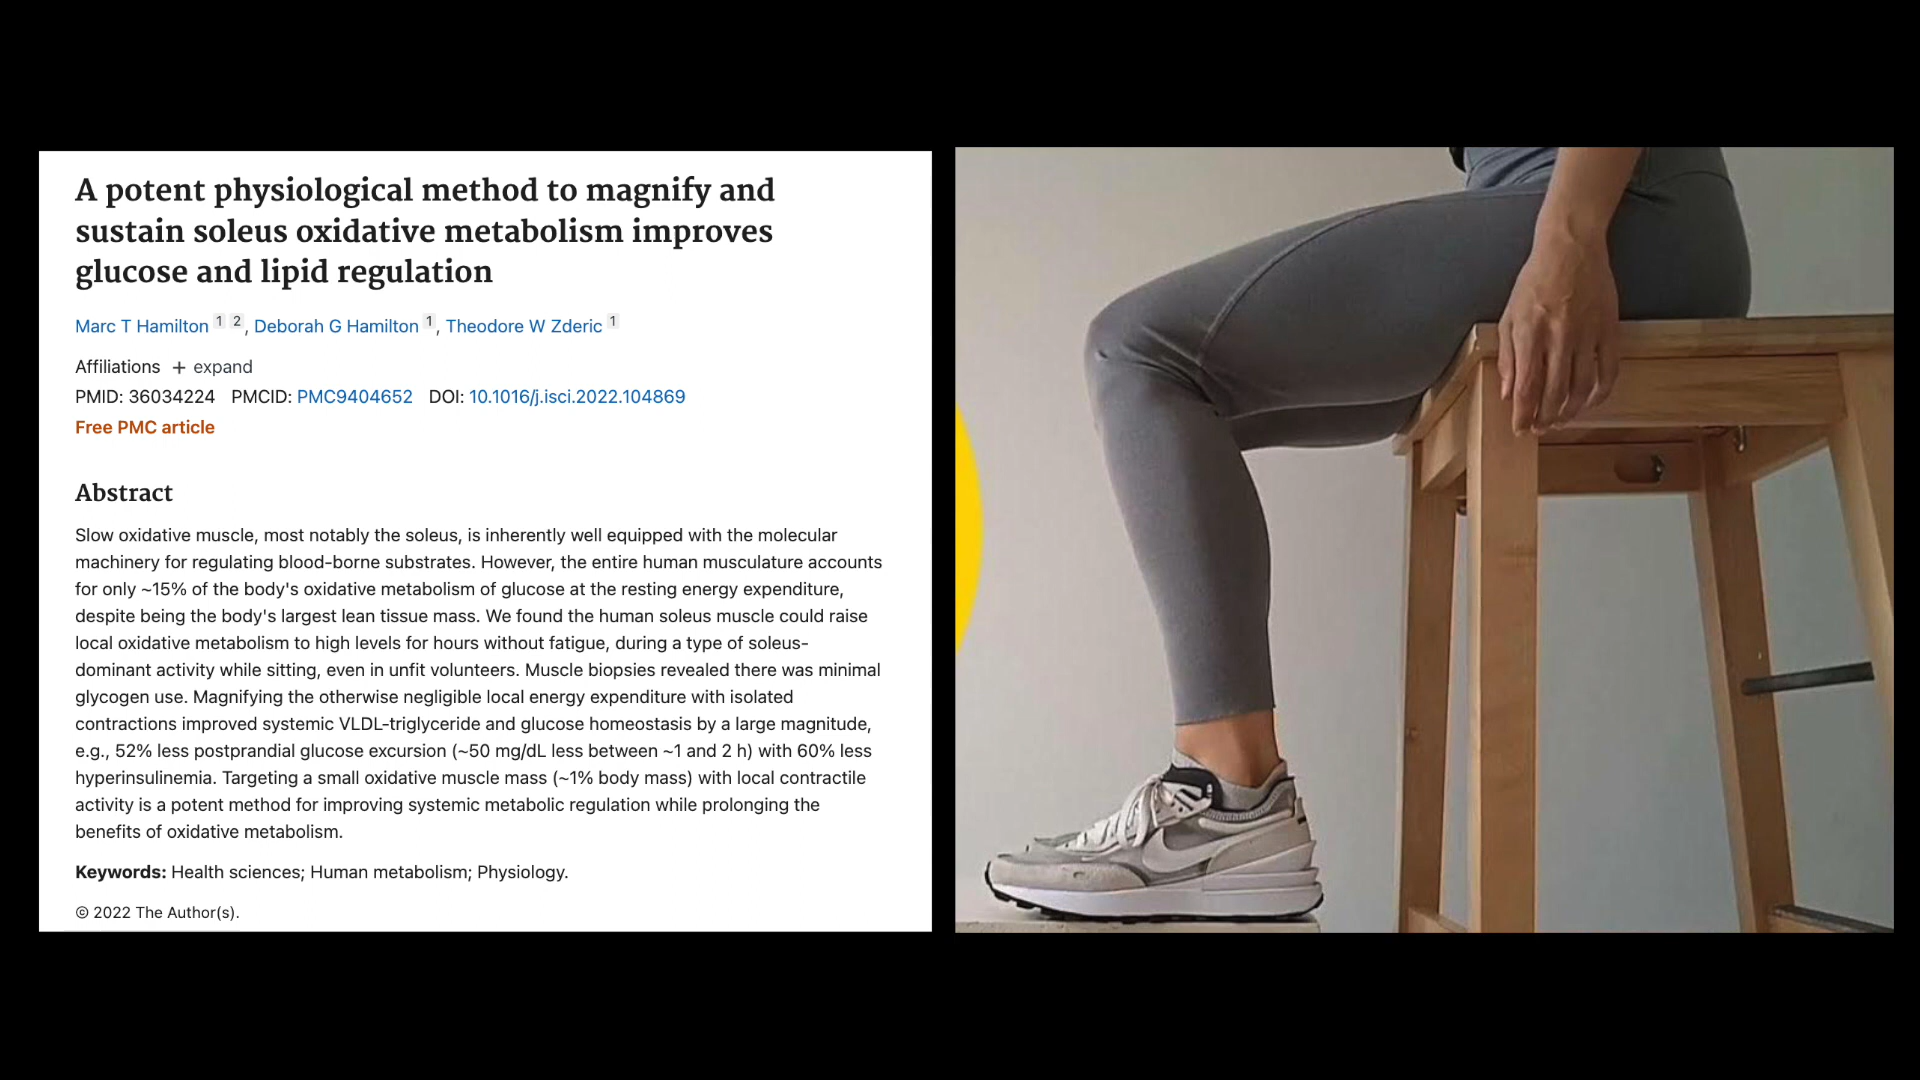 A potent physiological method to magnify and
sustain soleus oxidative metabolism improves
glucose and lipid regulation
Marc T Hamilton 1 2, Deborah G Hamilton 1, Theodore W Zderic 1
Affiliations + expand
PMID: 36034224 PMCID: PMC9404652 DOI: 10.1016/j.isci.2022.104869
Free PMC article
Abstract
Slow oxidative muscle, most notably the soleus, is inherently well equipped with the molecular
machinery for regulating blood-borne substrates. However, the entire human musculature accounts
for only ~15% of the body's oxidative metabolism of glucose at the resting energy expenditure,
despite being the body's largest lean tissue mass. We found the human soleus muscle could raise
local oxidative metabolism to high levels for hours without fatigue, during a type of soleus-
dominant activity while sitting, even in unfit volunteers. Muscle biopsies revealed there was minimal
glycogen use. Magnifying the otherwise negligible local energy expenditure with isolated
contractions improved systemic VLDL-triglyceride and glucose homeostasis by a large magnitude,
e.g., 52% less postprandial glucose excursion (~50 mg/dL less between ~1 and 2 h) with 60% less
hyperinsulinemia. Targeting a small oxidative muscle mass (~1% body mass) with local contractile
activity is a potent method for improving systemic metabolic regulation while prolonging the
benefits of oxidative metabolism.
Keywords: Health sciences; Human metabolism; Physiology.
© 2022 The Author(s).